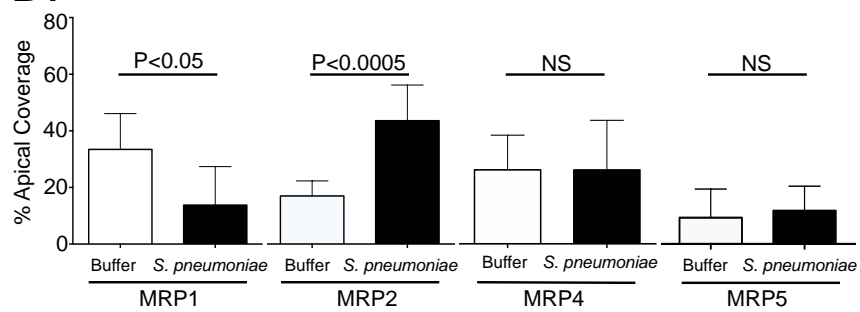 80
60
40
20
0
% Apical Coverage
P<0.05
P<0.0005
NS
NS
Buffer S. pneumoniae Buffer S. pneumoniae Buffer S. pneumoniae Buffer S. pneumoniae
MRP1 MRP2 MRP4 MRP5